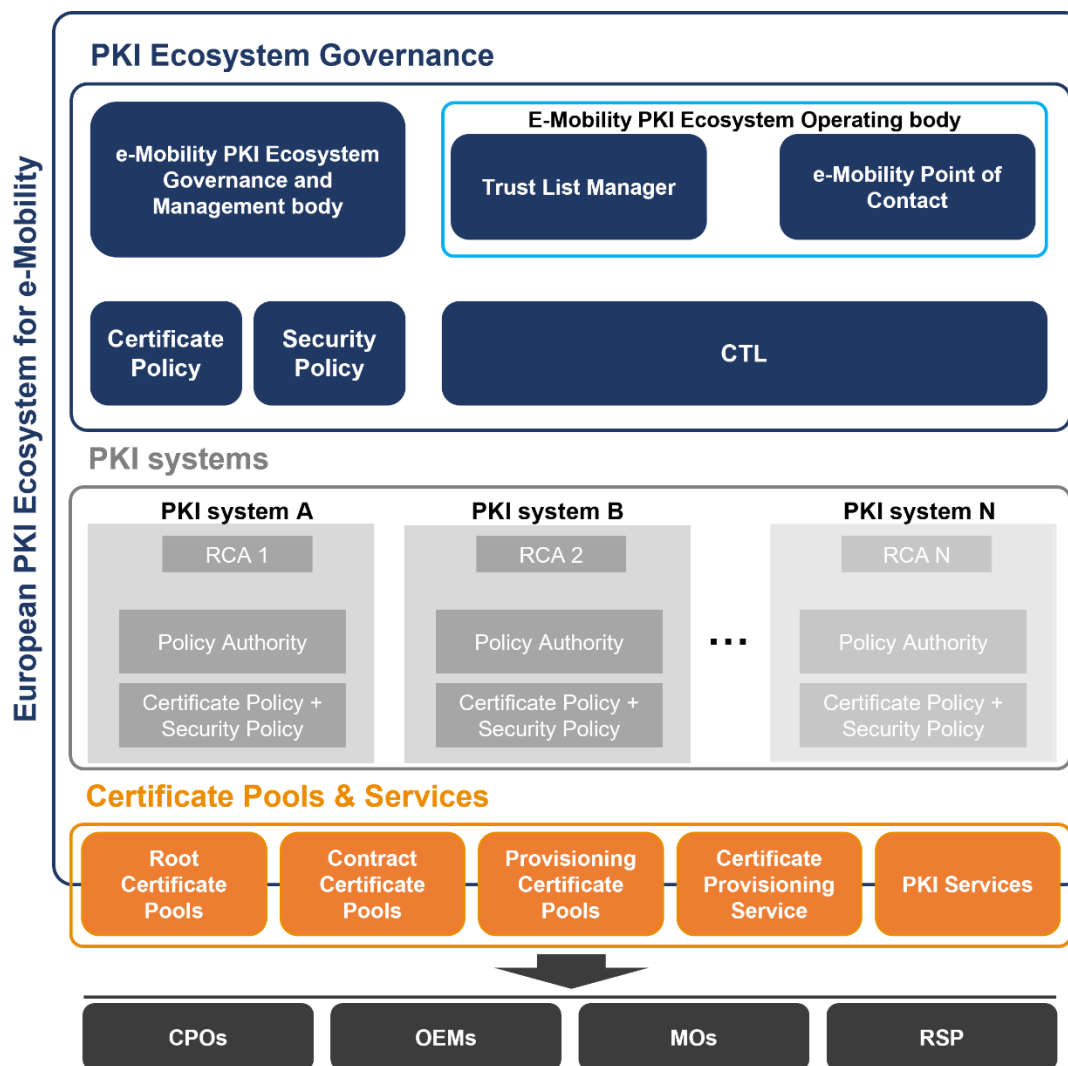 European PKI Ecosystem for e-Mobility
PKI Ecosystem Governance
e-Mobility PKI Ecosystem
Governance and
Management body
E-Mobility PKI Ecosystem Operating body
Trust List Manager
e-Mobility Point of
Contact
Certificate
Policy
Security
Policy
CTL
PKI systems
PKI system A
RCA 1
Policy Authority
Certificate Policy +
Security Policy
PKI system B
RCA 2
Policy Authority
Certificate Policy +
Security Policy
...
PKI system N
RCA N
Policy Authority
Certificate Policy +
Security Policy
Certificate Pools & Services
Root
Certificate
Pools
Contract
Certificate
Pools
Provisioning
Certificate
Pools
Certificate
Provisioning
Service
PKI Services
CPOs
OEMs
MOs
RSP